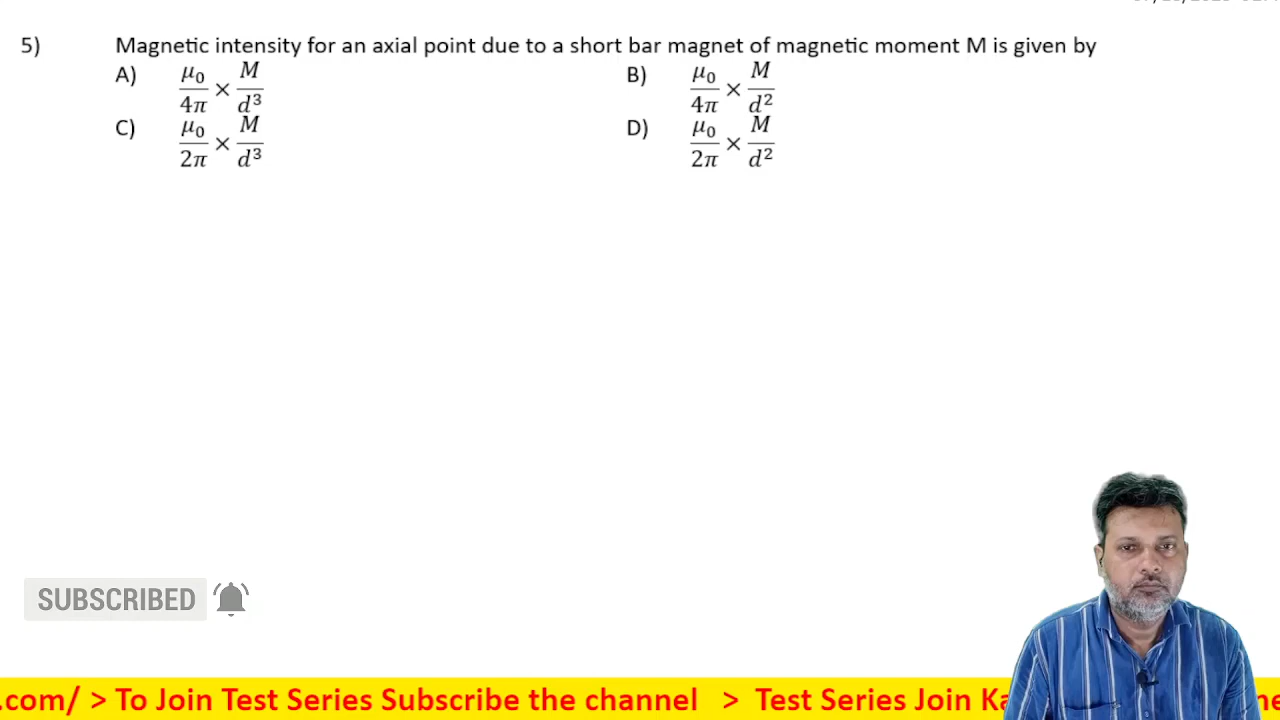 5) Magnetic intensity for an axial point due to a short bar magnet of magnetic moment M is given by
A) μ₀/4π × M/d³ B) μ₀/4π × M/d²
C) μ₀/2π × M/d³ D) μ₀/2π × M/d²
SUBSCRIBED
.com/ > To Join Test Series Subscribe the channel > Test Series Join